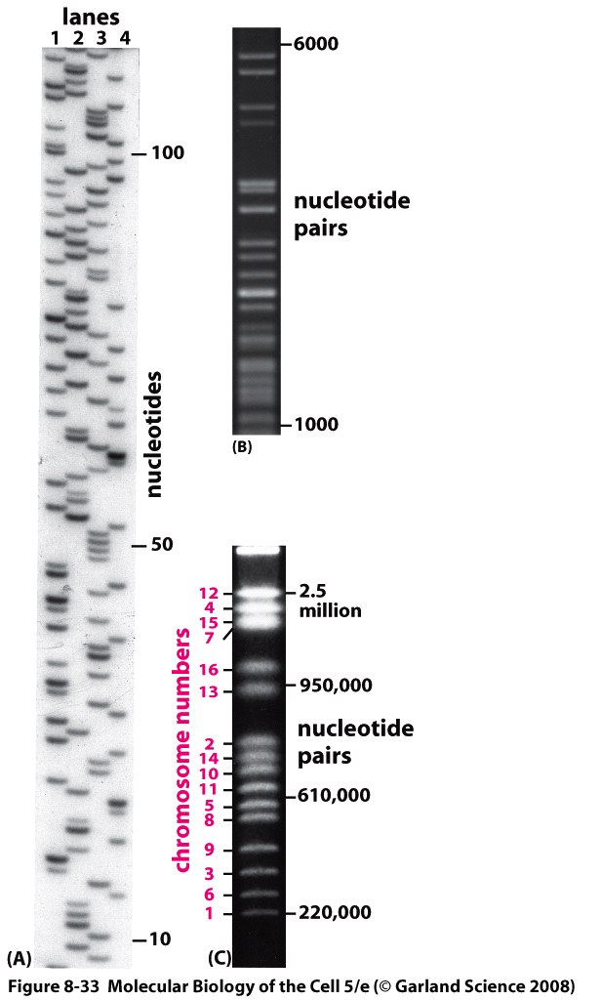 lanes
1 2 3 4
100
nucleotides
50
10
(A)
6000
nucleotide
pairs
1000
(B)
chromosome numbers
12
4
15
7
16
13
2
14
10
11
5
8
9
3
6
1
2.5
million
950,000
nucleotide
pairs
610,000
220,000
(C)
Figure 8-33 Molecular Biology of the Cell 5/e (© Garland Science 2008)